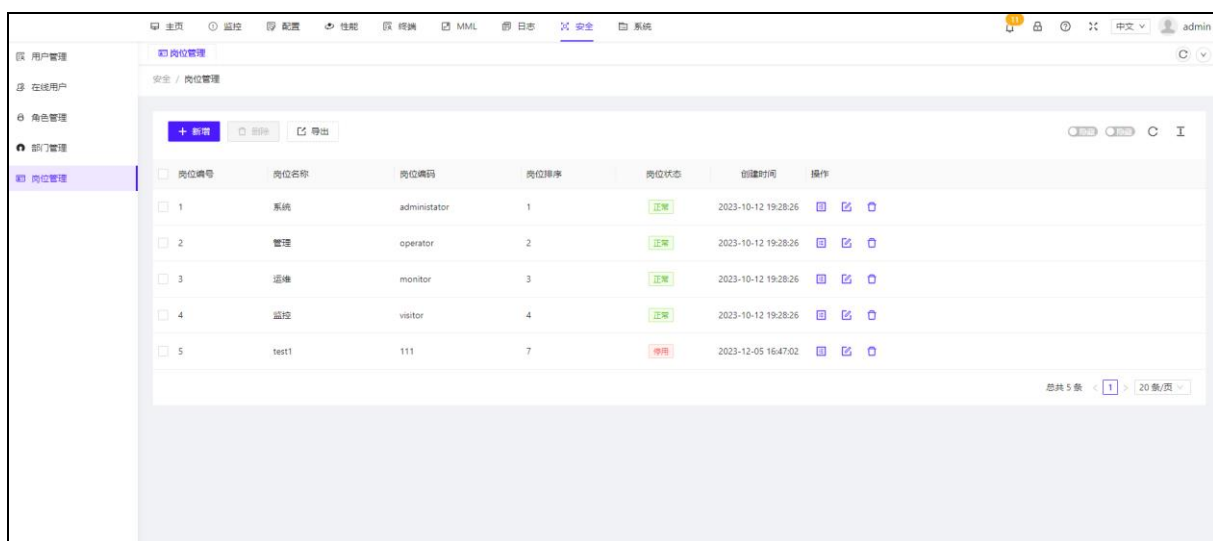 主页 监控 配置 性能 终端 MML 日志 安全 系统 11 中文 admin
用户管理
在线用户
角色管理
部门管理
岗位管理
岗位管理
安全 / 岗位管理
新增 删除 导出
岗位编号 岗位名称 岗位编码 岗位排序 岗位状态 创建时间 操作
1 系统 administator 1 正常 2023-10-12 19:28:26
2 管理 operator 2 正常 2023-10-12 19:28:26
3 运维 monitor 3 正常 2023-10-12 19:28:26
4 监控 visitor 4 正常 2023-10-12 19:28:26
5 test1 111 7 停用 2023-12-05 16:47:02
总共 5 条 < 1 > 20 条/页